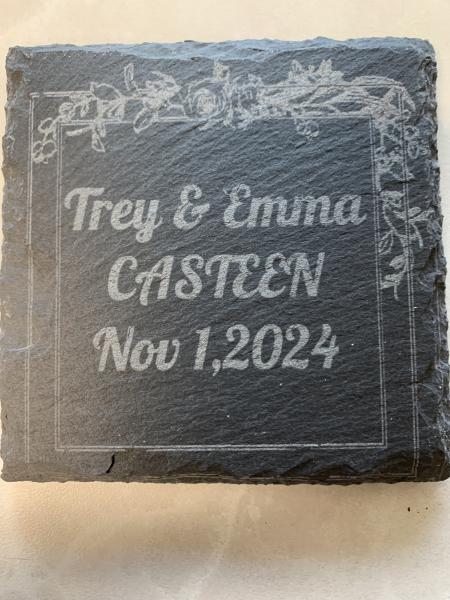 Trey & Emma
CASTEEN
Nov 1,2024